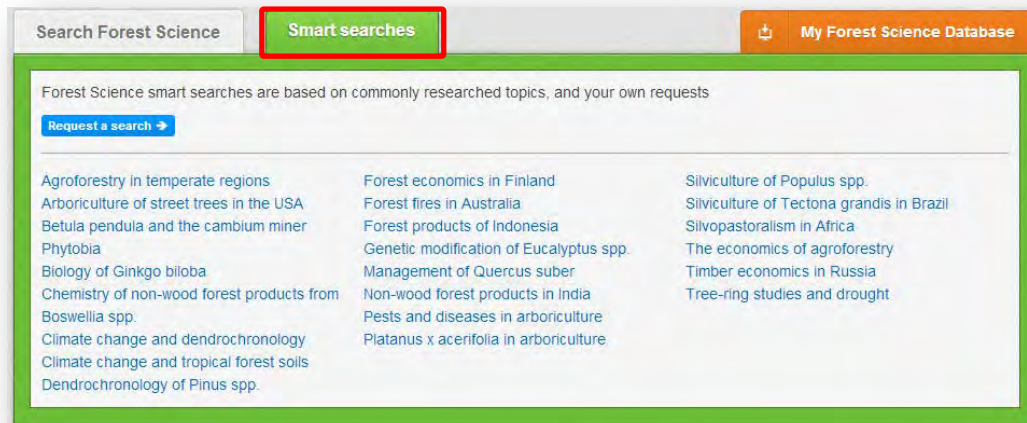 Search Forest Science
Smart searches
My Forest Science Database
Forest Science smart searches are based on commonly researched topics, and your own requests
Request a search →
Agroforestry in temperate regions
Arboriculture of street trees in the USA
Betula pendula and the cambium miner
Phytobia
Biology of Ginkgo biloba
Chemistry of non-wood forest products from
Boswellia spp.
Climate change and dendrochronology
Climate change and tropical forest soils
Dendrochronology of Pinus spp.
Forest economics in Finland
Forest fires in Australia
Forest products of Indonesia
Genetic modification of Eucalyptus spp.
Management of Quercus suber
Non-wood forest products in India
Pests and diseases in arboriculture
Platanus x acerifolia in arboriculture
Silviculture of Populus spp.
Silviculture of Tectona grandis in Brazil
Silvopastoralism in Africa
The economics of agroforestry
Timber economics in Russia
Tree-ring studies and drought